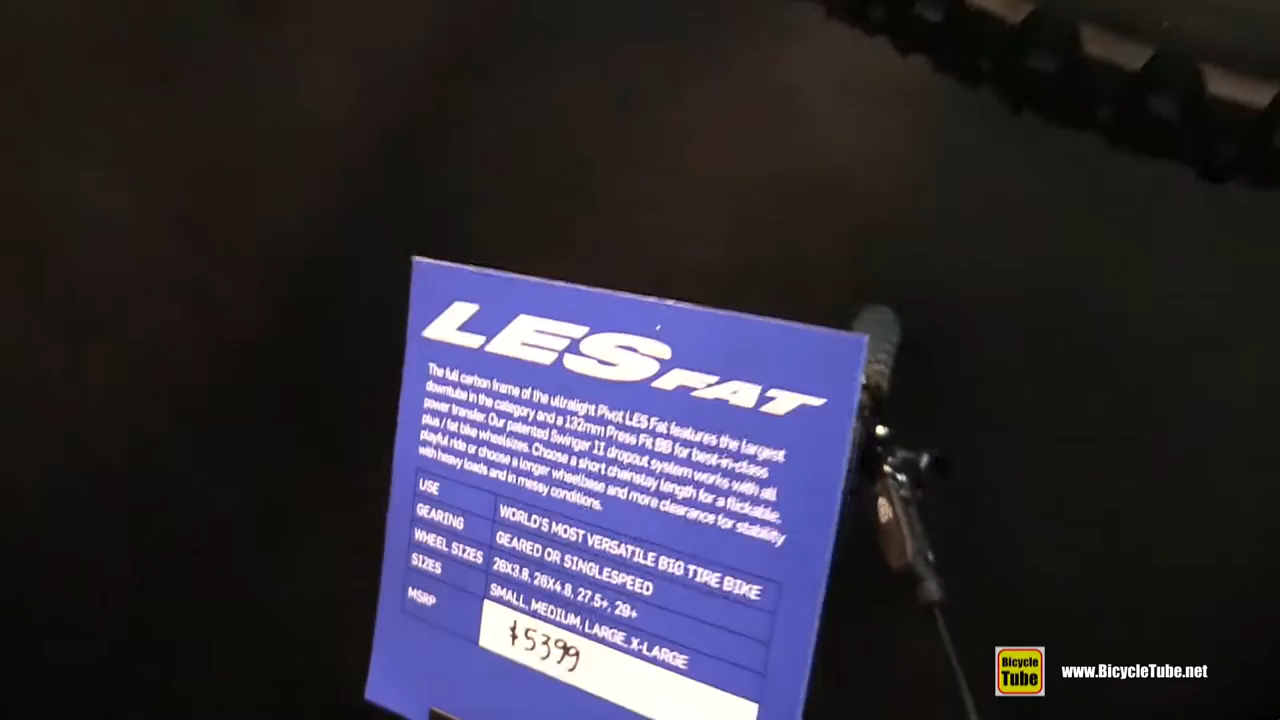 LES FAT
The full carbon frame of the ultralight Pivot LES Fat features the largest
downtube in the category and a 132mm Press Fit BB for best-in-class
power transfer. Our patented Swinger II dropout system works with all
plus / fat bike wheelsizes. Choose a short chainstay length for a flickable,
playful ride or choose a longer wheelbase and more clearance for stability
with heavy loads and in messy conditions.
USE WORLD'S MOST VERSATILE BIG TIRE BIKE
GEARING GEARED OR SINGLESPEED
WHEEL SIZES 26X3.8, 26X4.8, 27.5+, 29+
SIZES SMALL, MEDIUM, LARGE, X-LARGE
MSRP $5399
Bicycle
Tube
www.BicycleTube.net